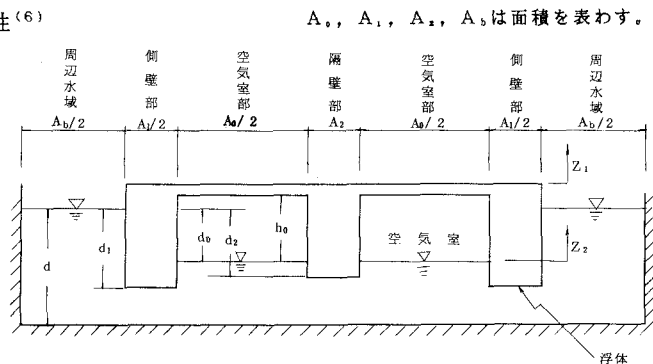 性(6)
A₀, A₁, A₂, A_bは面積を表わす。
周辺水域
側壁部
空気室部
隔壁部
空気室部
側壁部
周辺水域
A_b/2
A₁/2
A₀/2
A₂
A₀/2
A₁/2
A_b/2
Z₁
d
d₁
d₀
d₂
h₀
空気室
Z₂
浮体